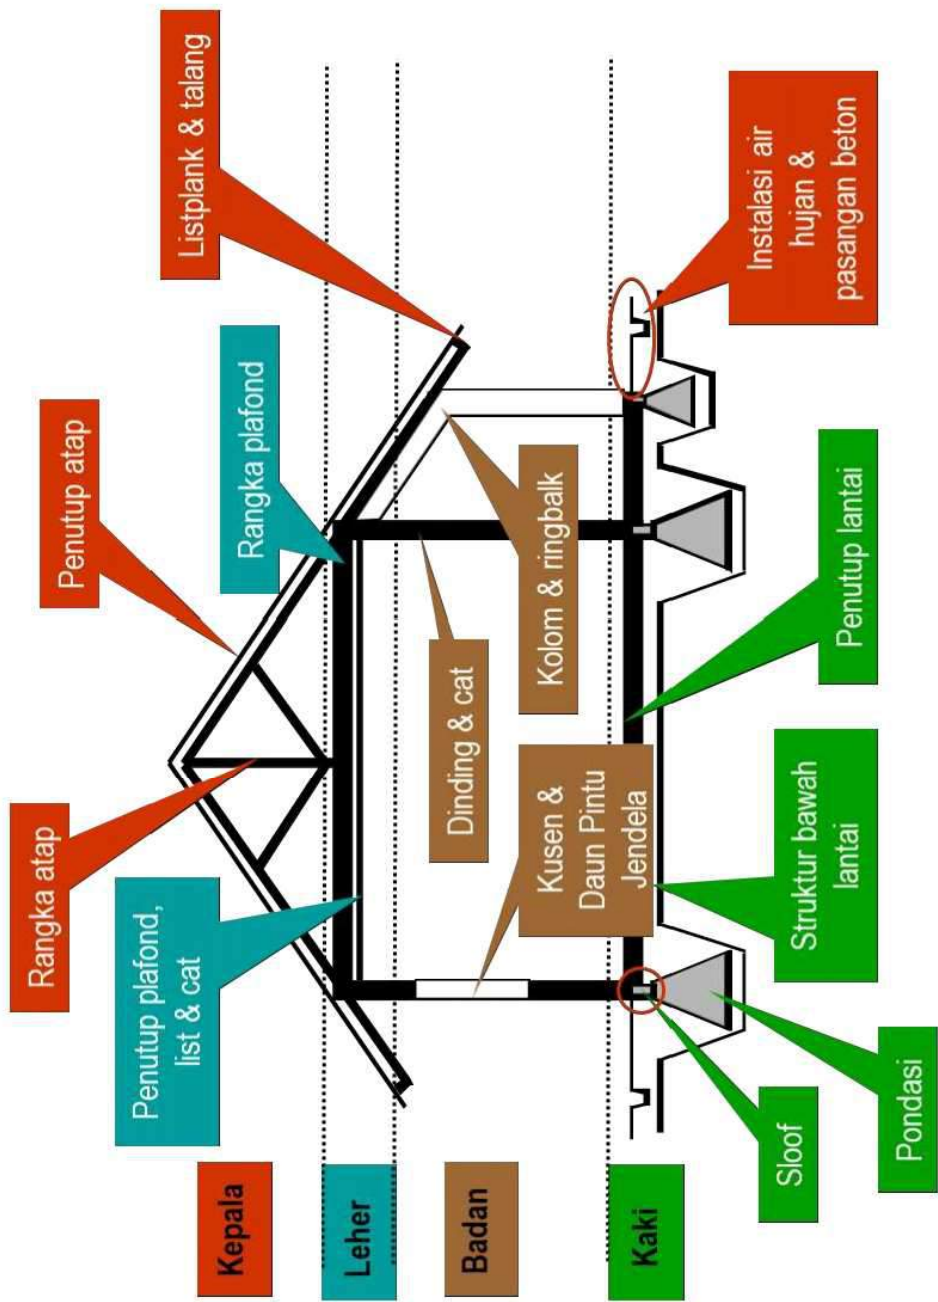 Kepala
Leher
Badan
Kaki
Rangka atap
Penutup atap
Listplank & talang
Penutup plafond,
list & cat
Rangka plafond
Dinding & cat
Kolom & ringbalk
Kusen &
Daun Pintu
Jendela
Sloof
Pondasi
Struktur bawah
lantai
Penutup lantai
Instalasi air
hujan &
pasangan beton